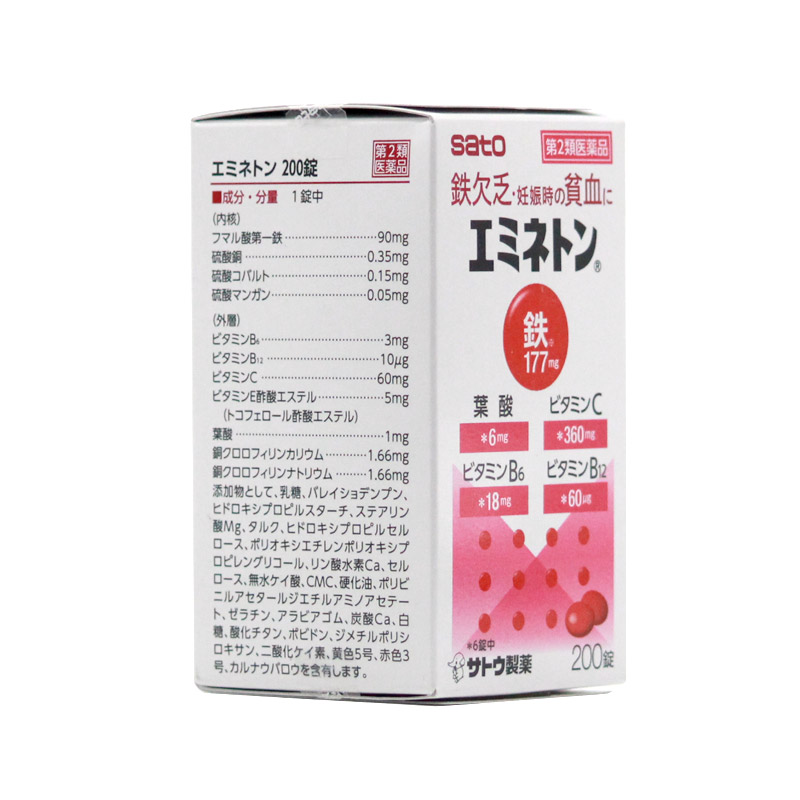 エミネトン 200錠
第2類
医薬品
■成分・分量 1錠中
(内核)
フマル酸第一鉄…………90mg
硫酸銅……………………0.35mg
硫酸コバルト……………0.15mg
硫酸マンガン……………0.05mg
(外層)
ビタミンB6………………3mg
ビタミンB12………………10μg
ビタミンC…………………60mg
ビタミンE酢酸エステル……5mg
(トコフェロール酢酸エステル)
葉酸………………………1mg
銅クロロフィリンカリウム……1.66mg
銅クロロフィリンナトリウム……1.66mg
添加物として、乳糖、バレイショデンプン、
ヒドロキシプロピルスターチ、ステアリン
酸Mg、タルク、ヒドロキシプロピルセル
ロース、ポリオキシエチレンポリオキシプ
ロピレングリコール、リン酸水素Ca、セル
ロース、無水ケイ酸、CMC、硬化油、ポリビ
ニルアセタールジエチルアミノアセテー
ト、ゼラチン、アラビアゴム、炭酸Ca、白
糖、酸化チタン、ポビドン、ジメチルポリシ
ロキサン、二酸化ケイ素、黄色5号、赤色3
号、カルナウバロウを含有します。
sato
第2類医薬品
鉄欠乏・妊娠時の貧血に
エミネトン®
鉄※
177mg
葉酸
*6mg
ビタミンC
*360mg
ビタミンB6
*18mg
ビタミンB12
*60μg
*6錠中
サトウ製薬
200錠